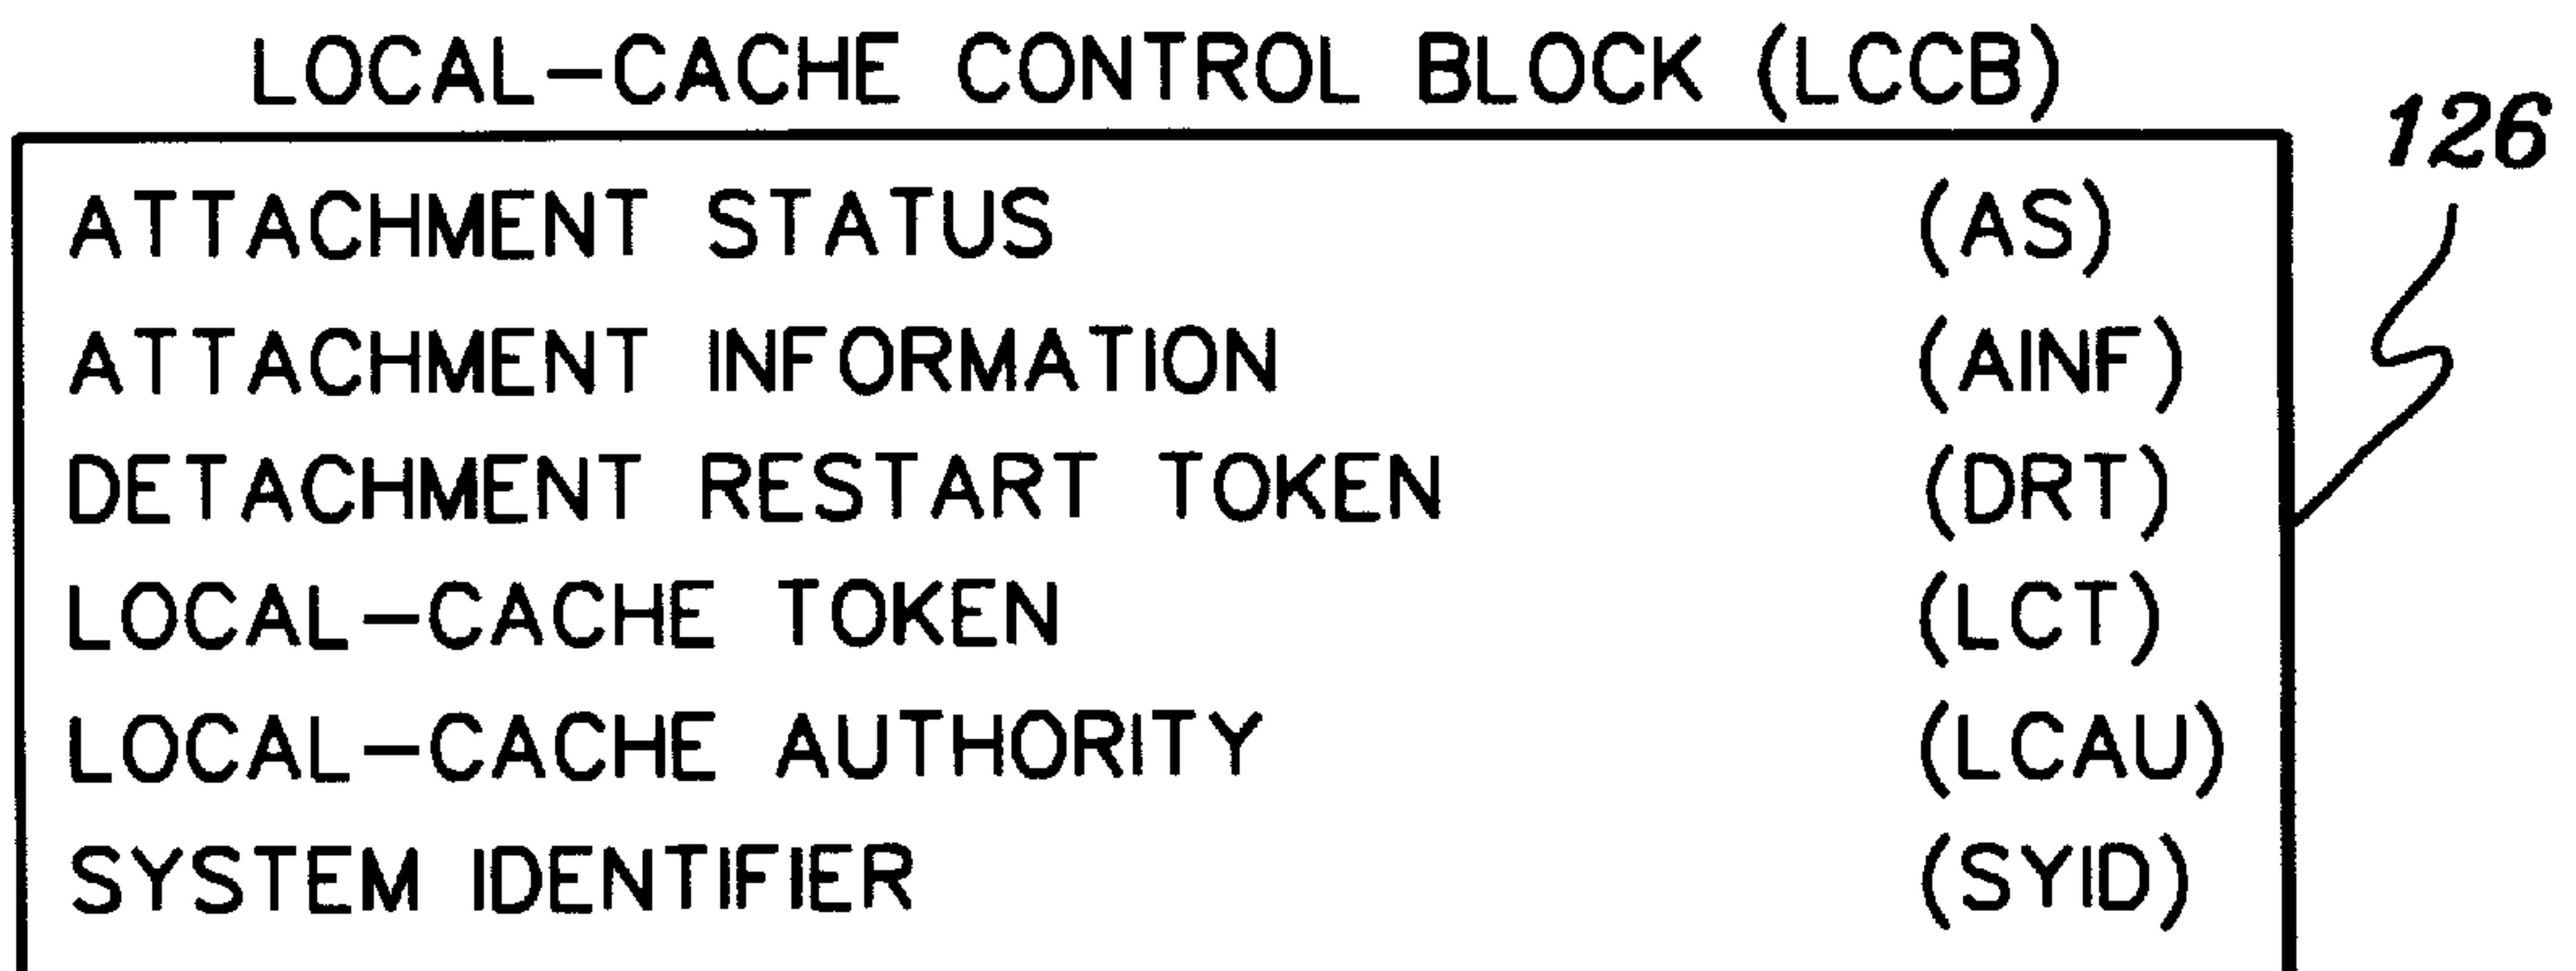 LOCAL-CACHE CONTROL BLOCK (LCCB)
126
ATTACHMENT STATUS (AS)
ATTACHMENT INFORMATION (AINF)
DETACHMENT RESTART TOKEN (DRT)
LOCAL-CACHE TOKEN (LCT)
LOCAL-CACHE AUTHORITY (LCAU)
SYSTEM IDENTIFIER (SYID)